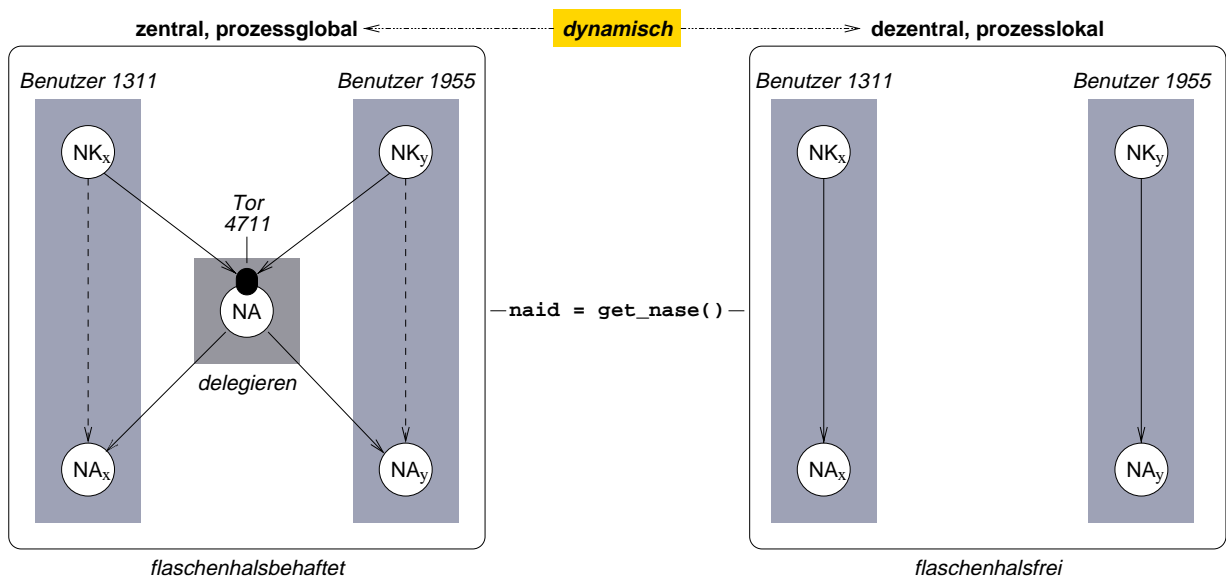 dynamisch
zentral, prozessglobal
dezentral, prozesslokal
Benutzer 1311
Benutzer 1955
NKx
NKy
Tor
4711
NA
delegieren
NAx
NAy
flaschenhalsbehaftet
naid = get_nase()
Benutzer 1311
Benutzer 1955
NKx
NKy
NAx
NAy
flaschenhalsfrei